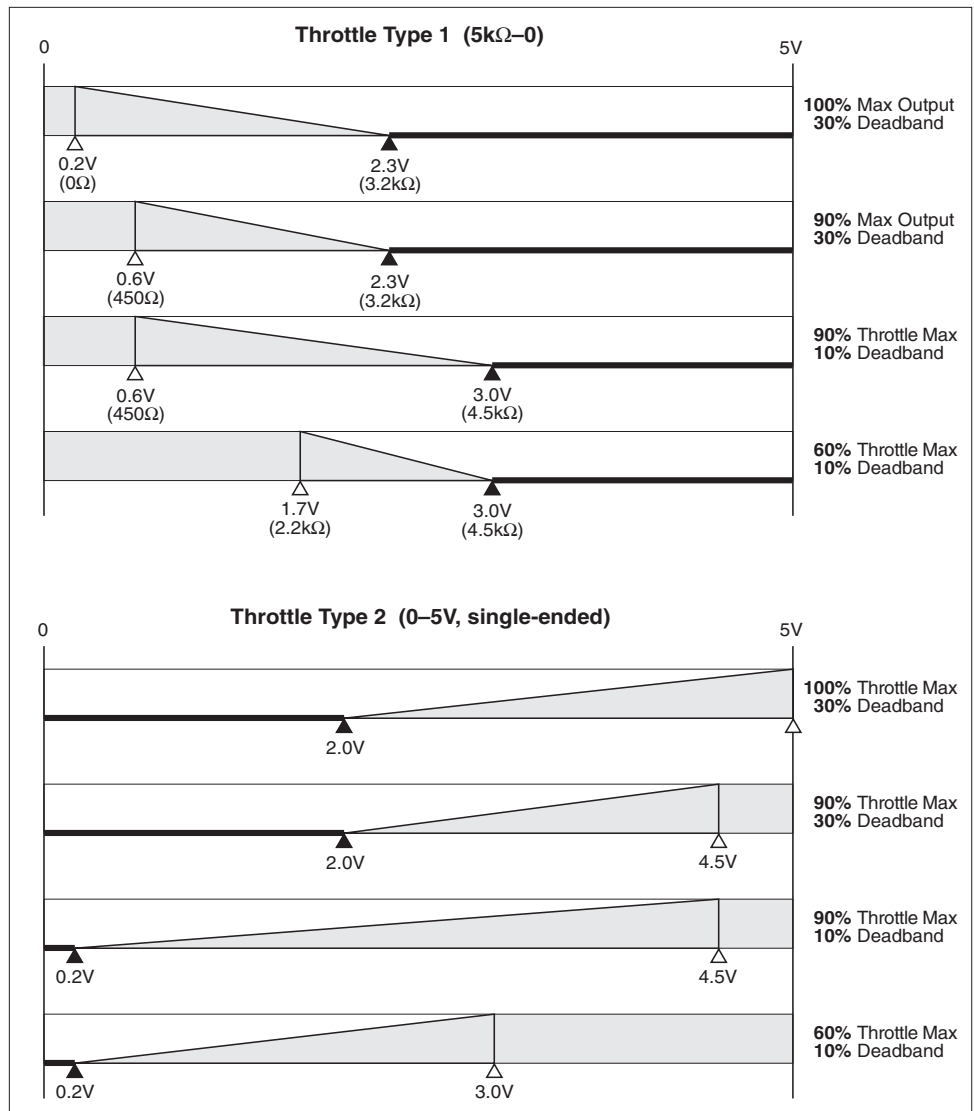 Throttle Type 1 (5kΩ–0)
0
5V
100% Max Output
30% Deadband
0.2V
(0Ω)
2.3V
(3.2kΩ)
90% Max Output
30% Deadband
0.6V
(450Ω)
2.3V
(3.2kΩ)
90% Throttle Max
10% Deadband
0.6V
(450Ω)
3.0V
(4.5kΩ)
60% Throttle Max
10% Deadband
1.7V
(2.2kΩ)
3.0V
(4.5kΩ)
Throttle Type 2 (0–5V, single-ended)
0
5V
100% Throttle Max
30% Deadband
2.0V
90% Throttle Max
30% Deadband
2.0V
4.5V
90% Throttle Max
10% Deadband
0.2V
4.5V
60% Throttle Max
10% Deadband
0.2V
3.0V